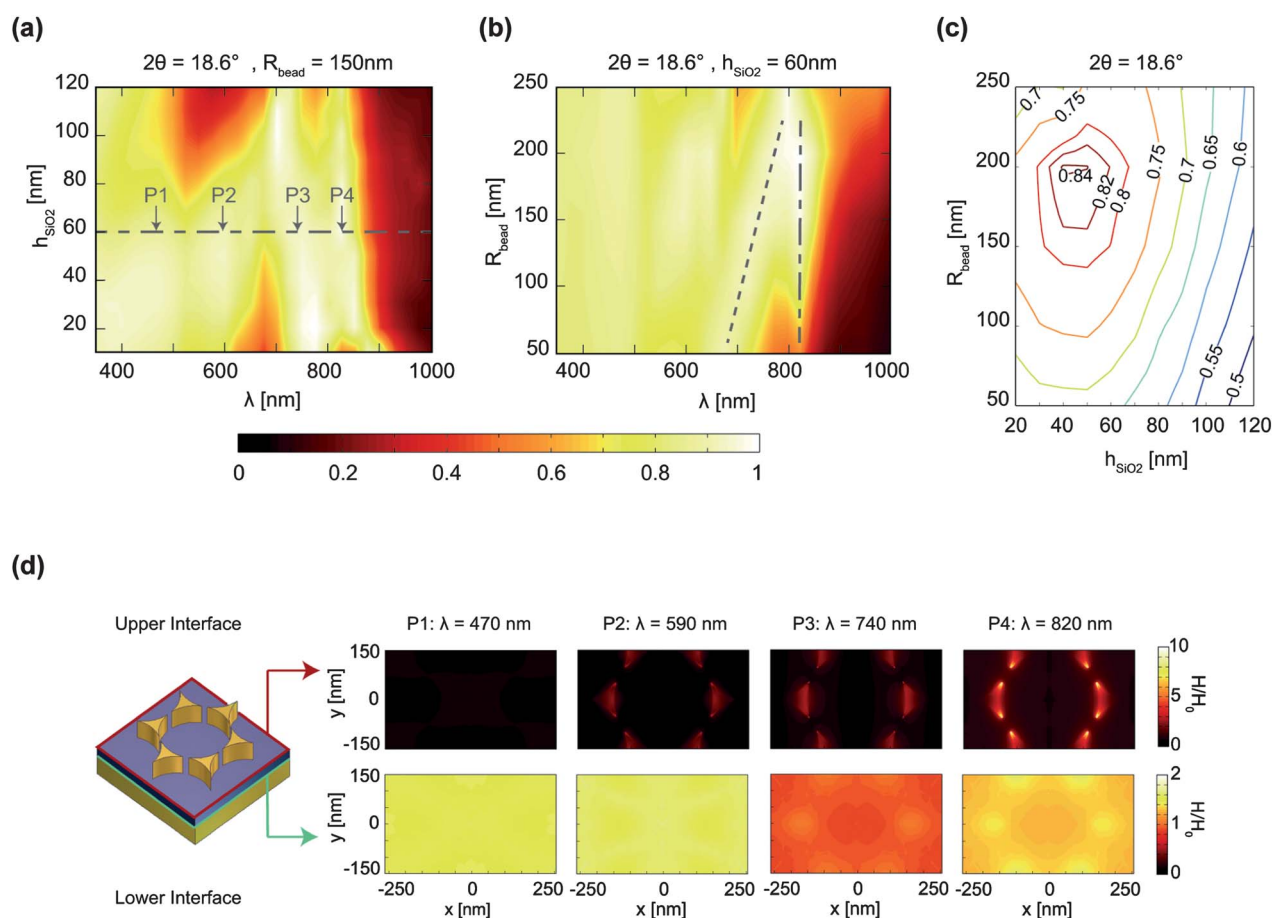 (a)
2θ = 18.6° , R_bead = 150nm
120
100
80
60
40
20
h_SiO2 [nm]
P1 P2 P3 P4
400 600 800 1000
λ [nm]
(b)
2θ = 18.6° , h_SiO2 = 60nm
250
200
150
100
50
R_bead [nm]
400 600 800 1000
λ [nm]
0 0.2 0.4 0.6 0.8 1
(c)
2θ = 18.6°
250
200
150
100
50
R_bead [nm]
0.7 0.75 0.65 0.6
0.84 0.82 0.8 0.75 0.7
0.55 0.5
20 40 60 80 100 120
h_SiO2 [nm]
(d)
Upper Interface
Lower Interface
P1: λ = 470 nm P2: λ = 590 nm P3: λ = 740 nm P4: λ = 820 nm
150
0
-150
y [nm]
10
5
0
H/H₀
150
0
-150
y [nm]
2
1
0
H/H₀
-250 0 250 -250 0 250 -250 0 250 -250 0 250
x [nm] x [nm] x [nm] x [nm]